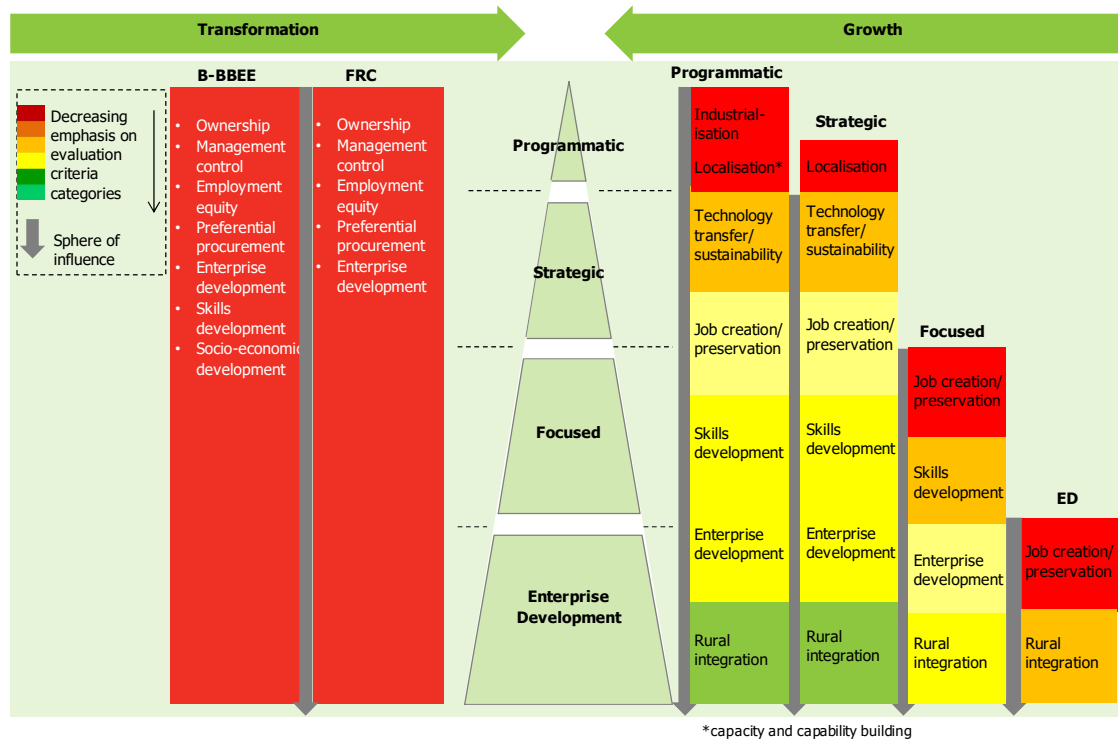 Transformation
Growth
Decreasing
emphasis on
evaluation
criteria
categories
Sphere of
influence
B-BBEE
• Ownership
• Management
control
• Employment
equity
• Preferential
procurement
• Enterprise
development
• Skills
development
• Socio-economic
development
FRC
• Ownership
• Management
control
• Employment
equity
• Preferential
procurement
• Enterprise
development
Programmatic
Strategic
Focused
Enterprise
Development
Programmatic
Industrial-
isation
Localisation*
Technology
transfer/
sustainability
Job creation/
preservation
Skills
development
Enterprise
development
Rural
integration
Strategic
Localisation
Technology
transfer/
sustainability
Job creation/
preservation
Skills
development
Enterprise
development
Rural
integration
Focused
Job creation/
preservation
Skills
development
Enterprise
development
Rural
integration
ED
Job creation/
preservation
Rural
integration
*capacity and capability building